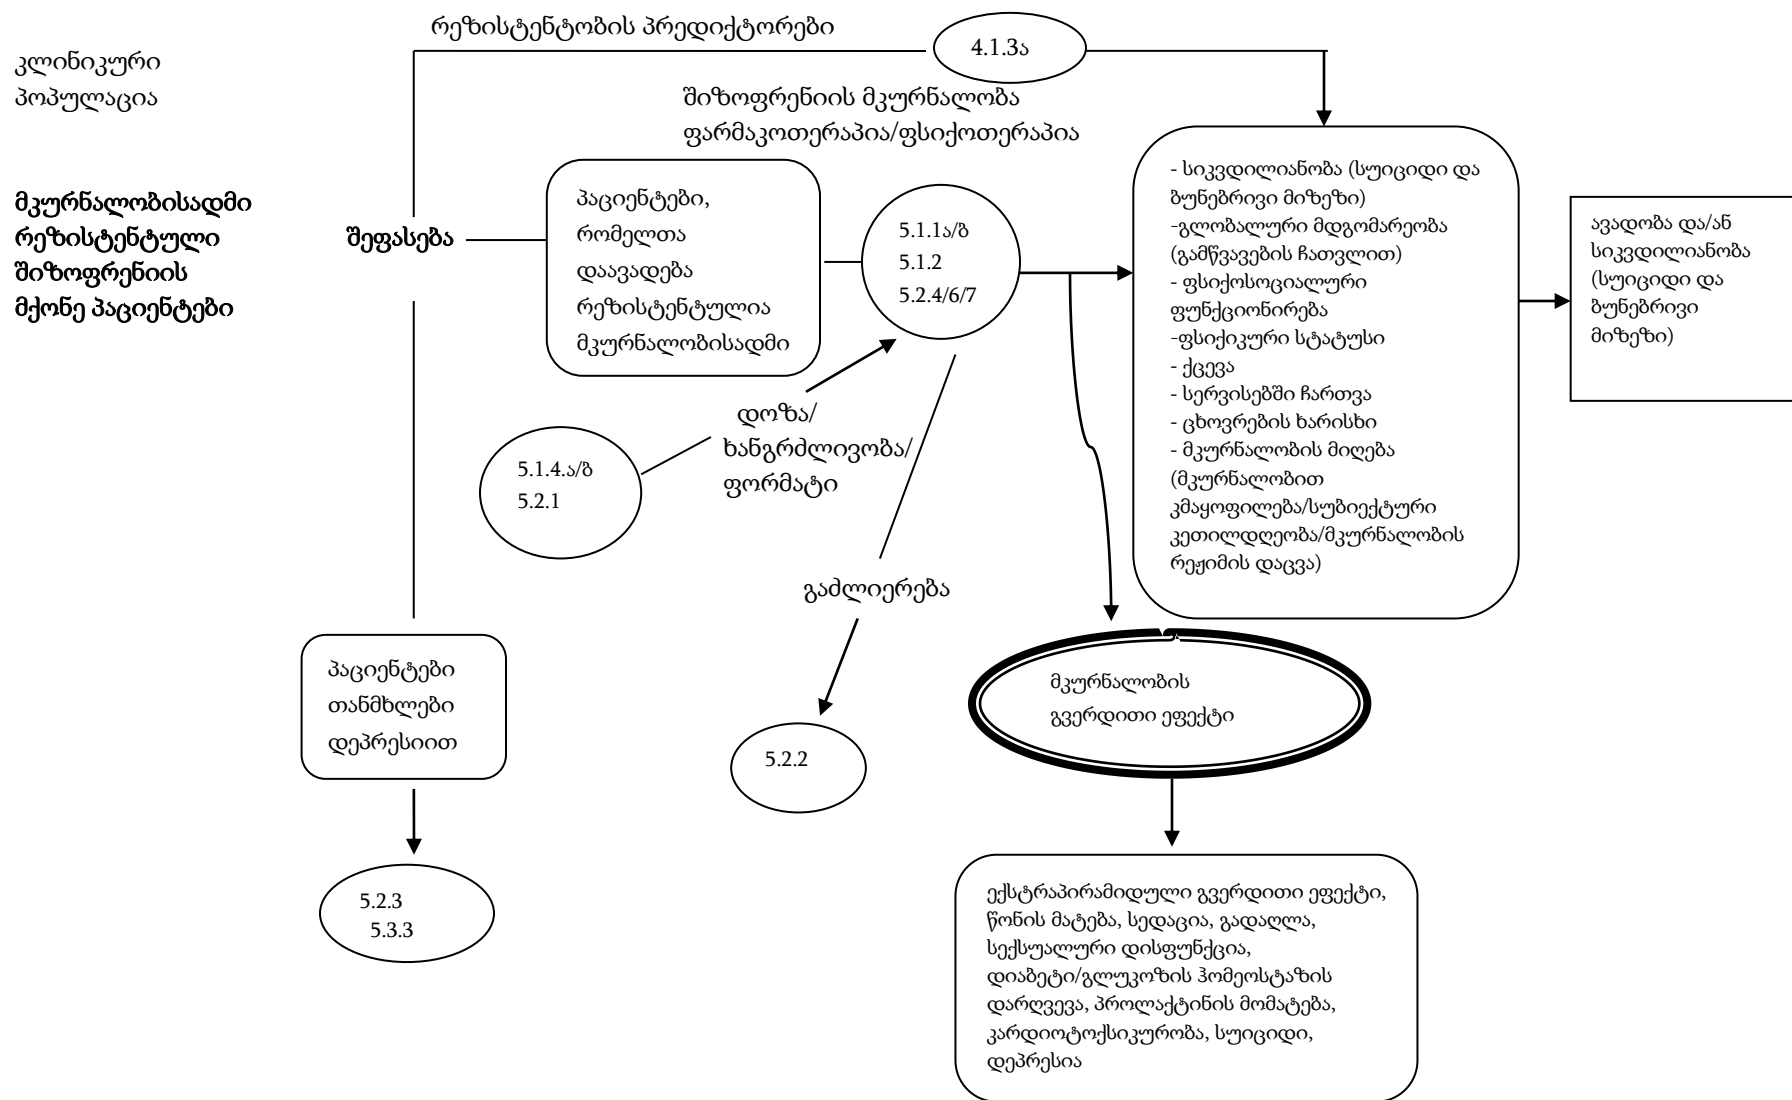 რეზისტენტობის პრედიქტორები
4.1.3ა
კლინიკური
პოპულაცია
შიზოფრენიის მკურნალობა
ფარმაკოთერაპია/ფსიქოთერაპია
მკურნალობისადმი
რეზისტენტული
შიზოფრენიის
მქონე პაციენტები
შეფასება
პაციენტები,
რომელთა
დაავადება
რეზისტენტულია
მკურნალობისადმი
5.1.1ა/ბ
5.1.2
5.2.4/6/7
- სიკვდილიანობა (სუიციდი და
ბუნებრივი მიზეზი)
-გლობალური მდგომარეობა
(გამწვავების ჩათვლით)
- ფსიქოსოციალური
ფუნქციონირება
-ფსიქიკური სტატუსი
- ქცევა
- სერვისებში ჩართვა
- ცხოვრების ხარისხი
- მკურნალობის მიღება
(მკურნალობით
კმაყოფილება/სუბიექტური
კეთილდღეობა/მკურნალობის
რეჟიმის დაცვა)
ავადობა და/ან
სიკვდილიანობა
(სუიციდი და
ბუნებრივი
მიზეზი)
დოზა/
ხანგრძლივობა/
ფორმატი
5.1.4.ა/ბ
5.2.1
გაძლიერება
პაციენტები
თანმხლები
დეპრესიით
მკურნალობის
გვერდითი ეფექტი
5.2.2
5.2.3
5.3.3
ექსტრაპირამიდული გვერდითი ეფექტი,
წონის მატება, სედაცია, გადაღლა,
სექსუალური დისფუნქცია,
დიაბეტი/გლუკოზის ჰომეოსტაზის
დარღვევა, პროლაქტინის მომატება,
კარდიოტოქსიკურობა, სუიციდი,
დეპრესია